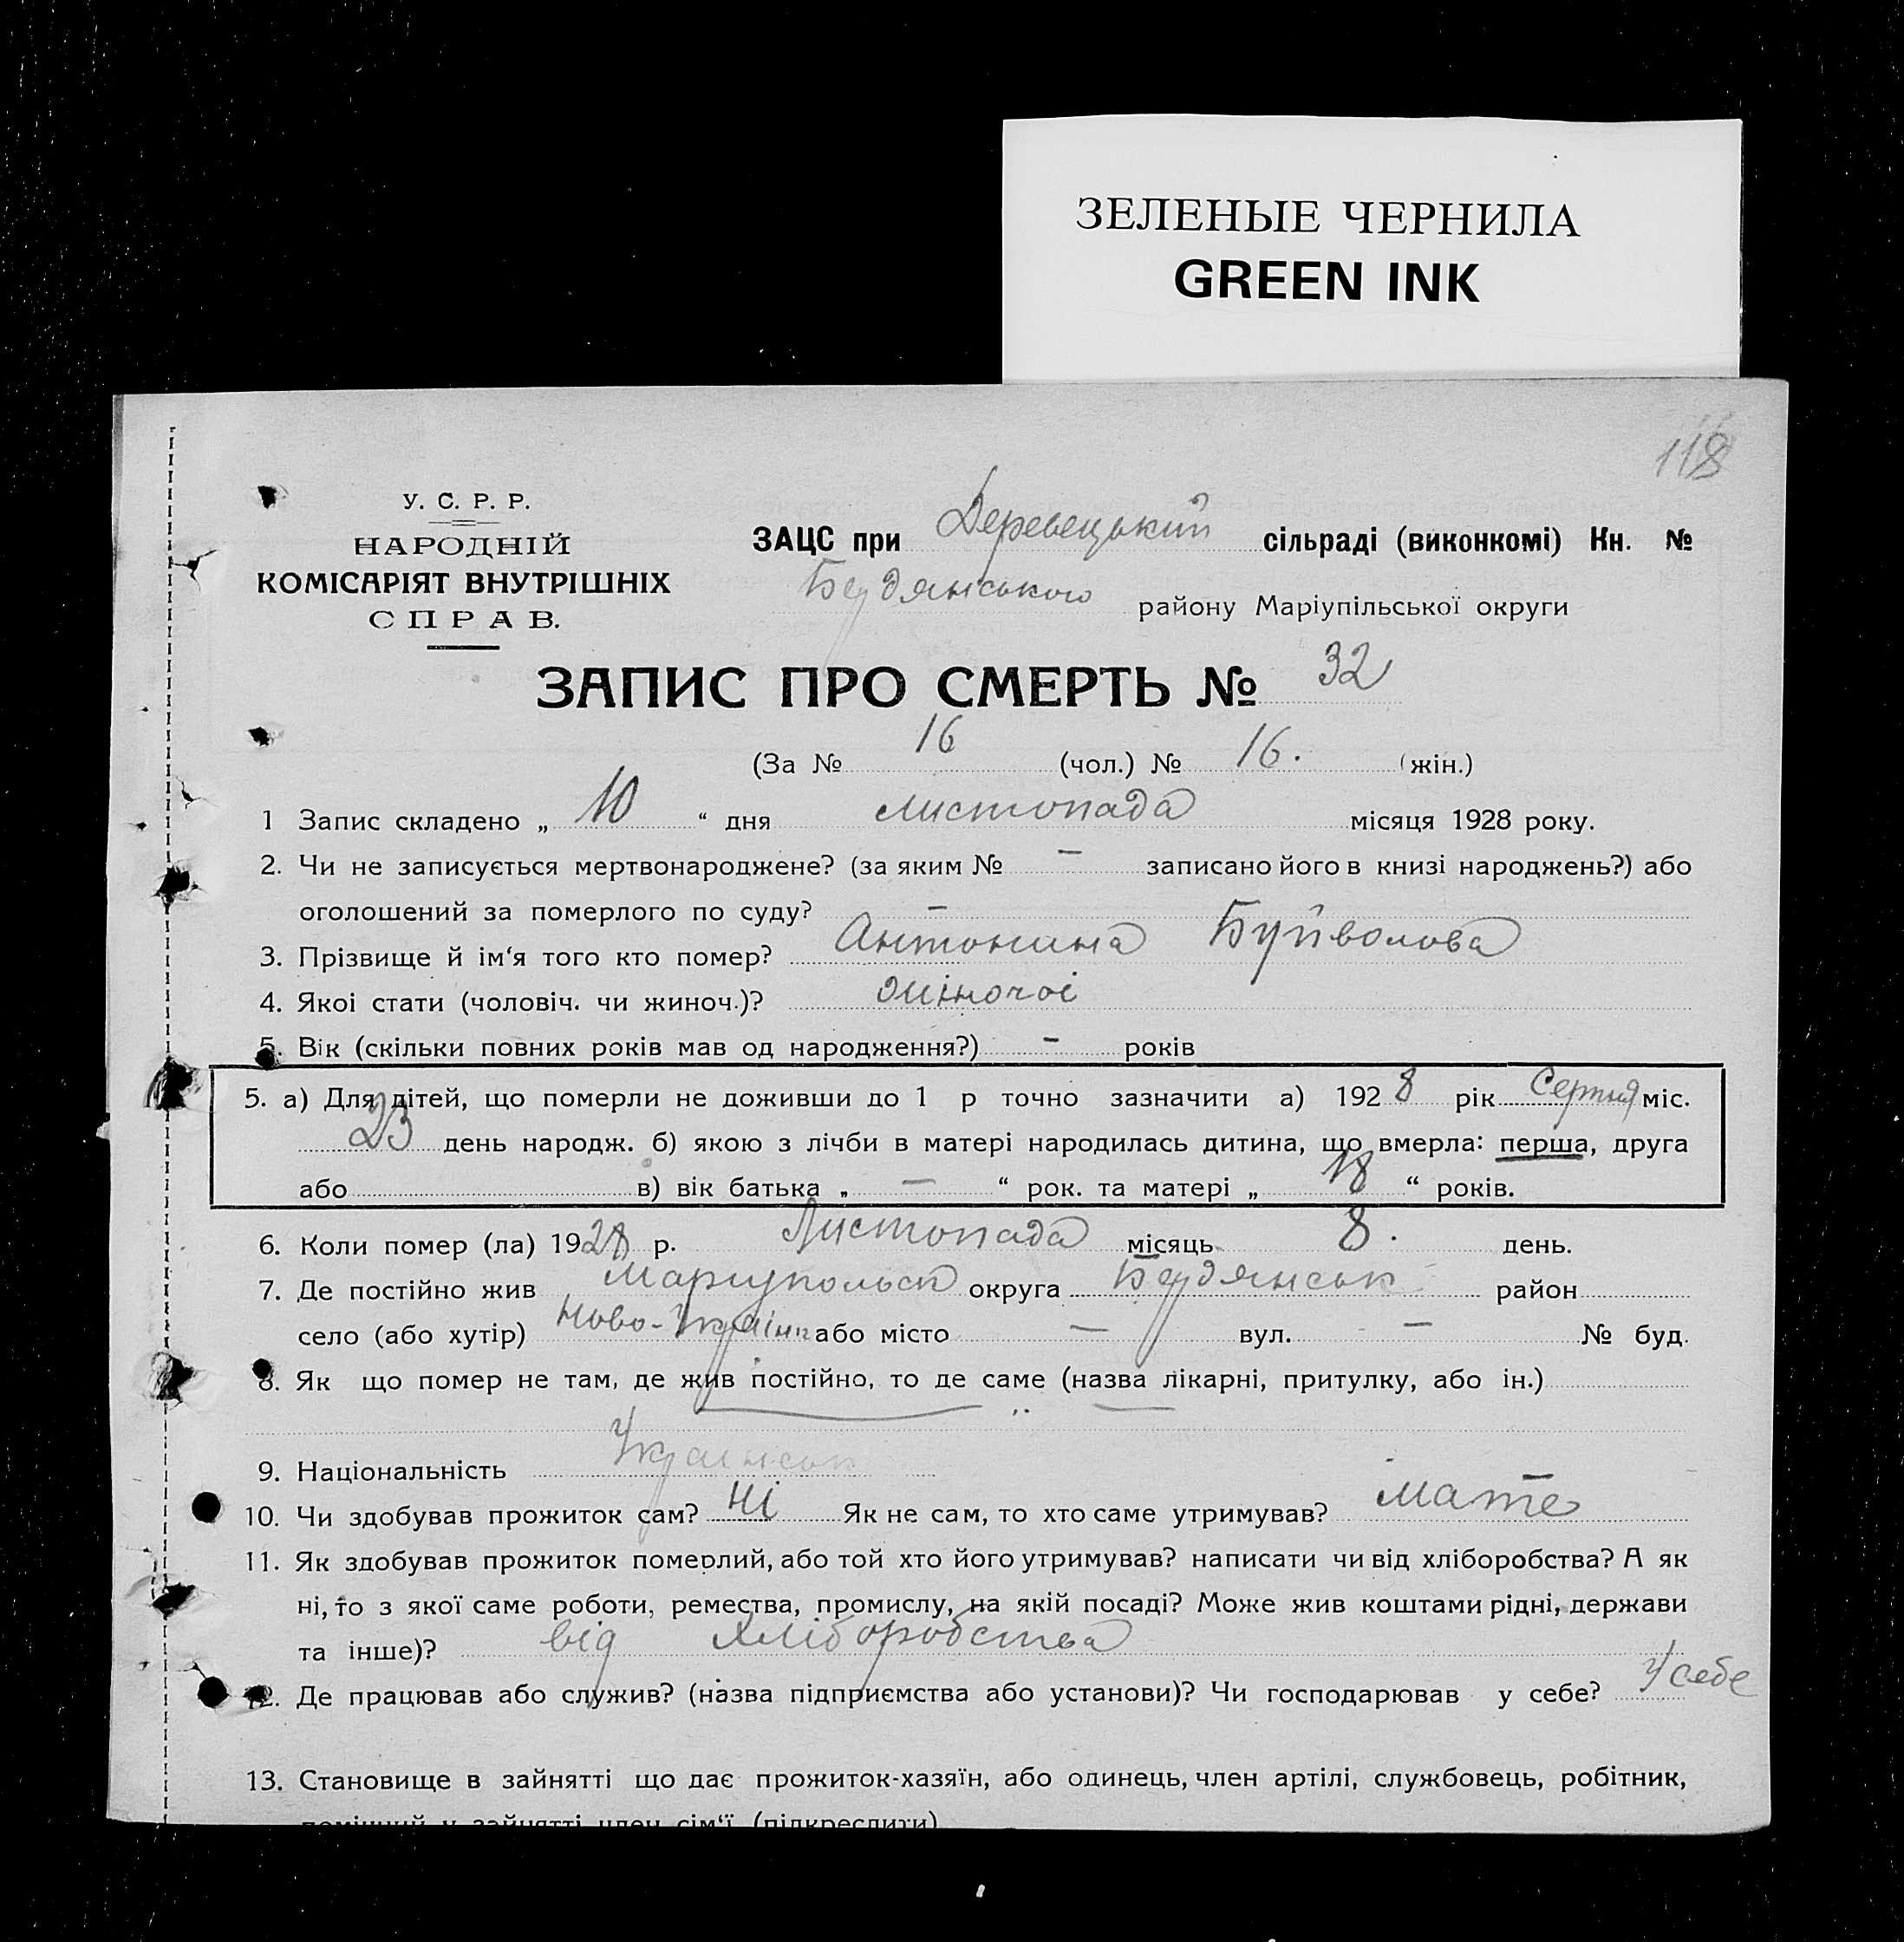 ЗЕЛЕНЫЕ ЧЕРНИЛА
GREEN INK
118
У. С. Р. Р.
НАРОДНІЙ
КОМІСАРІЯТ ВНУТРІШНІХ
СПРАВ.
ЗАЦС при Деревецький сільраді (виконкомі) Кн. №
Бердянського району Маріупільської округи
ЗАПИС ПРО СМЕРТЬ № 32
(За № 16 (чол.) № 16. (жін.)
1 Запис складено „ 10 “ дня листопада місяця 1928 року.
2. Чи не записується мертвонароджене? (за яким № — записано його в книзі народжень?) або
оголошений за померлого по суду? —
3. Прізвище й ім‘я того кто помер? Антонина Буйволова
4. Якоі стати (чоловіч. чи жиноч.)? жіночоі
5. Вік (скільки повних років мав од народження?) - років
5. а) Для дітей, що померли не доживши до 1 р точно зазначити а) 1928 рік Серпня міс.
23 день народж. б) якою з лічби в матері народилась дитина, що вмерла: перша, друга
або в) вік батька „ — “ рок. та матері „ 18 “ років.
6. Коли помер (ла) 1928 р. Листопада місяць 8. день.
7. Де постійно жив Мариупольськ округа Бердянськ район
село (або хутір) Ново-Українк або місто — вул. — № буд.
8. Як що помер не там, де жив постійно, то де саме (назва лікарні, притулку, або ін.)
9. Національність Українськ
10. Чи здобував прожиток сам? ні Як не сам, то хто саме утримував? мате
11. Як здобував прожиток померлий, або той хто його утримував? написати чи від хліборобства? А як
ні, то з якої саме роботи, ремества, промислу, на якій посаді? Може жив коштами рідні, держави
та інше)? від хліборобства
12. Де працював або служив? (назва підприємства або установи)? Чи господарював у себе? У себе
13. Становище в зайнятті що дає прожиток-хазяїн, або одинець, член артілі, службовець, робітник,
помічний у зайнятті член сім‘ї (підкреслити)